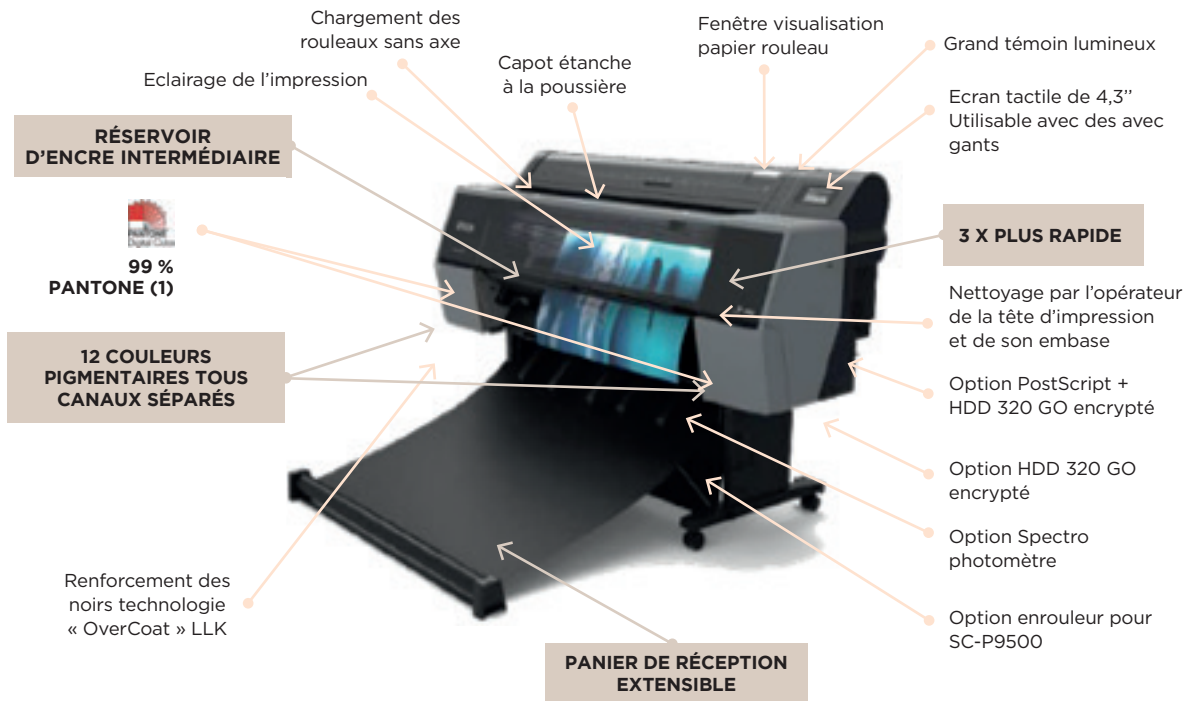 Chargement des
rouleaux sans axe
Fenêtre visualisation
papier rouleau
Grand témoin lumineux
Capot étanche
à la poussière
Eclairage de l'impression
Ecran tactile de 4,3’’
Utilisable avec des avec
gants
RÉSERVOIR
D'ENCRE INTERMÉDIAIRE
99 %
PANTONE (1)
3 X PLUS RAPIDE
Nettoyage par l'opérateur
de la tête d'impression
et de son embase
12 COULEURS
PIGMENTAIRES TOUS
CANAUX SÉPARÉS
Option PostScript +
HDD 320 GO encrypté
Option HDD 320 GO
encrypté
Option Spectro
photomètre
Renforcement des
noirs technologie
« OverCoat » LLK
Option enrouleur pour
SC-P9500
PANIER DE RÉCEPTION
EXTENSIBLE